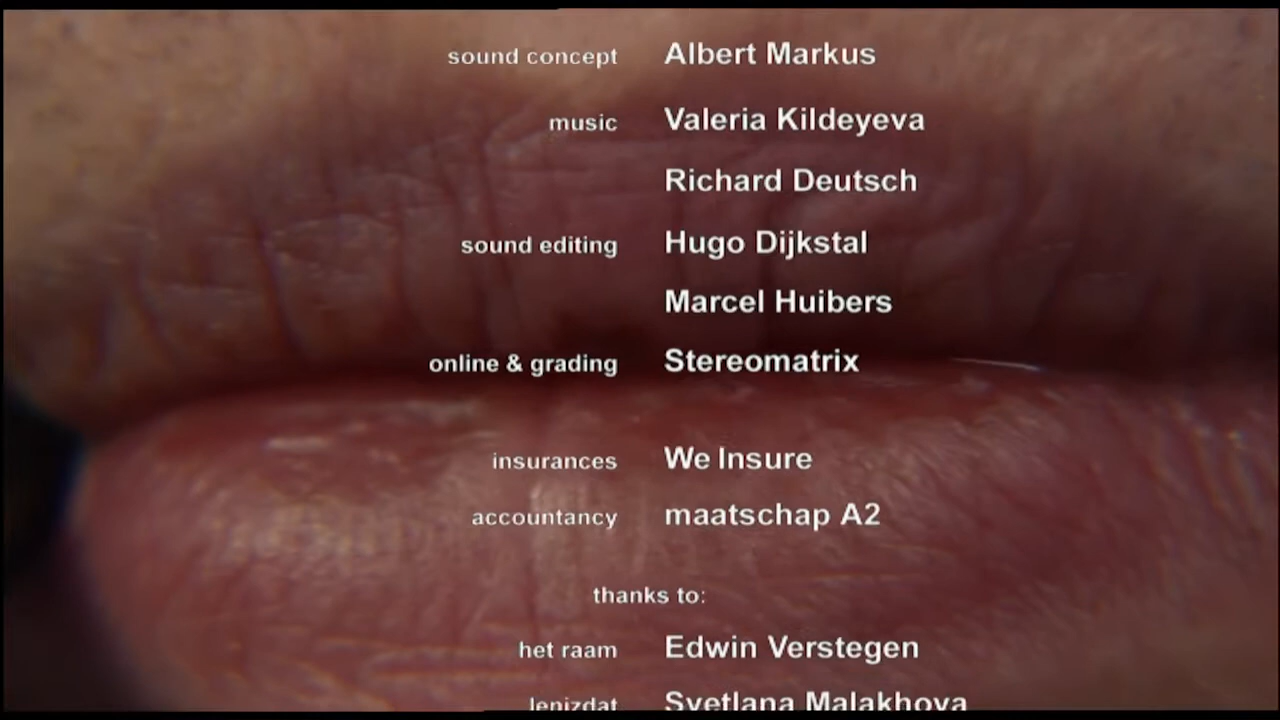 sound concept Albert Markus
music Valeria Kildeyeva
Richard Deutsch
sound editing Hugo Dijkstal
Marcel Huibers
online & grading Stereomatrix
insurances We Insure
accountancy maatschap A2
thanks to:
het raam Edwin Verstegen
lenizdat Svetlana Malakhova